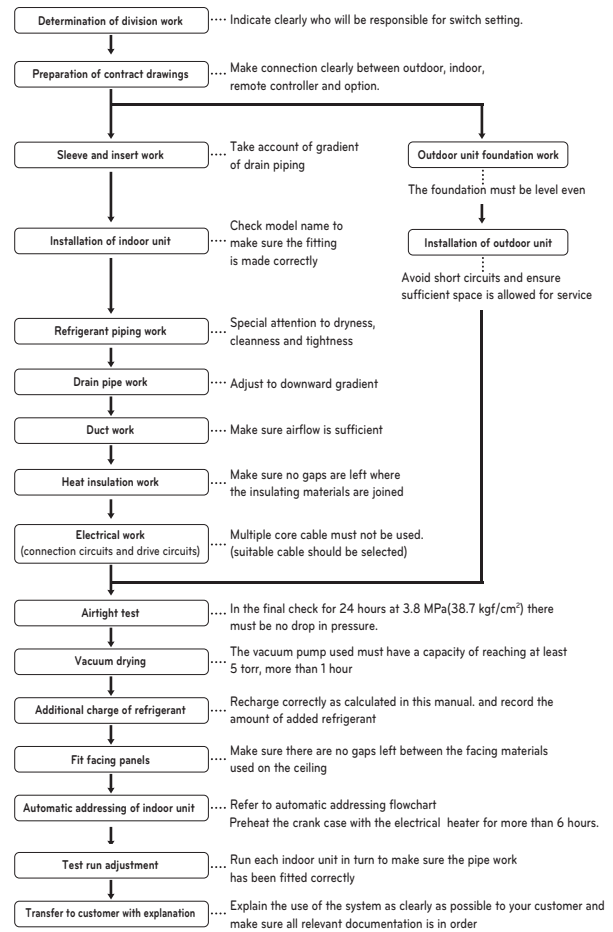 Determination of division work
Indicate clearly who will be responsible for switch setting.
Preparation of contract drawings
Make connection clearly between outdoor, indoor,
remote controller and option.
Sleeve and insert work
Take account of gradient
of drain piping
Outdoor unit foundation work
The foundation must be level even
Installation of indoor unit
Check model name to
make sure the fitting
is made correctly
Installation of outdoor unit
Avoid short circuits and ensure
sufficient space is allowed for service
Refrigerant piping work
Special attention to dryness,
cleanness and tightness
Drain pipe work
Adjust to downward gradient
Duct work
Make sure airflow is sufficient
Heat insulation work
Make sure no gaps are left where
the insulating materials are joined
Electrical work
(connection circuits and drive circuits)
Multiple core cable must not be used.
(suitable cable should be selected)
Airtight test
In the final check for 24 hours at 3.8 MPa(38.7 kgf/cm²) there
must be no drop in pressure.
Vacuum drying
The vacuum pump used must have a capacity of reaching at least
5 torr, more than 1 hour
Additional charge of refrigerant
Recharge correctly as calculated in this manual. and record the
amount of added refrigerant
Fit facing panels
Make sure there are no gaps left between the facing materials
used on the ceiling
Automatic addressing of indoor unit
Refer to automatic addressing flowchart
Preheat the crank case with the electrical heater for more than 6 hours.
Test run adjustment
Run each indoor unit in turn to make sure the pipe work
has been fitted correctly
Transfer to customer with explanation
Explain the use of the system as clearly as possible to your customer and
make sure all relevant documentation is in order